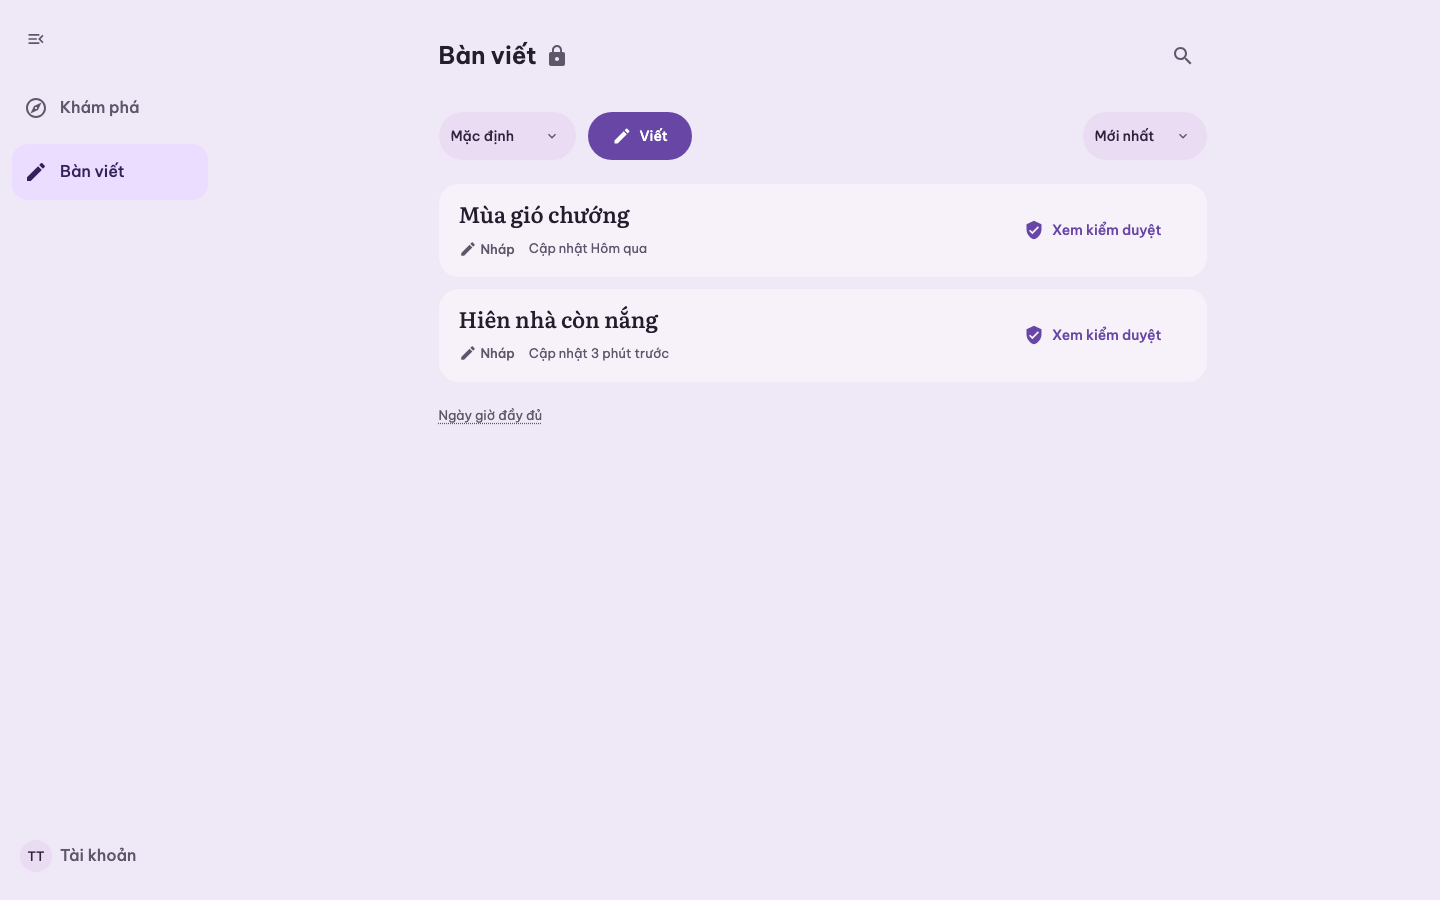 Khám phá
Bàn viết
Tài khoản
TT
Bàn viết
Mặc định
Viết
Mới nhất
Mùa gió chướng
Nháp Cập nhật Hôm qua
Xem kiểm duyệt
Hiên nhà còn nắng
Nháp Cập nhật 3 phút trước
Xem kiểm duyệt
Ngày giờ đầy đủ